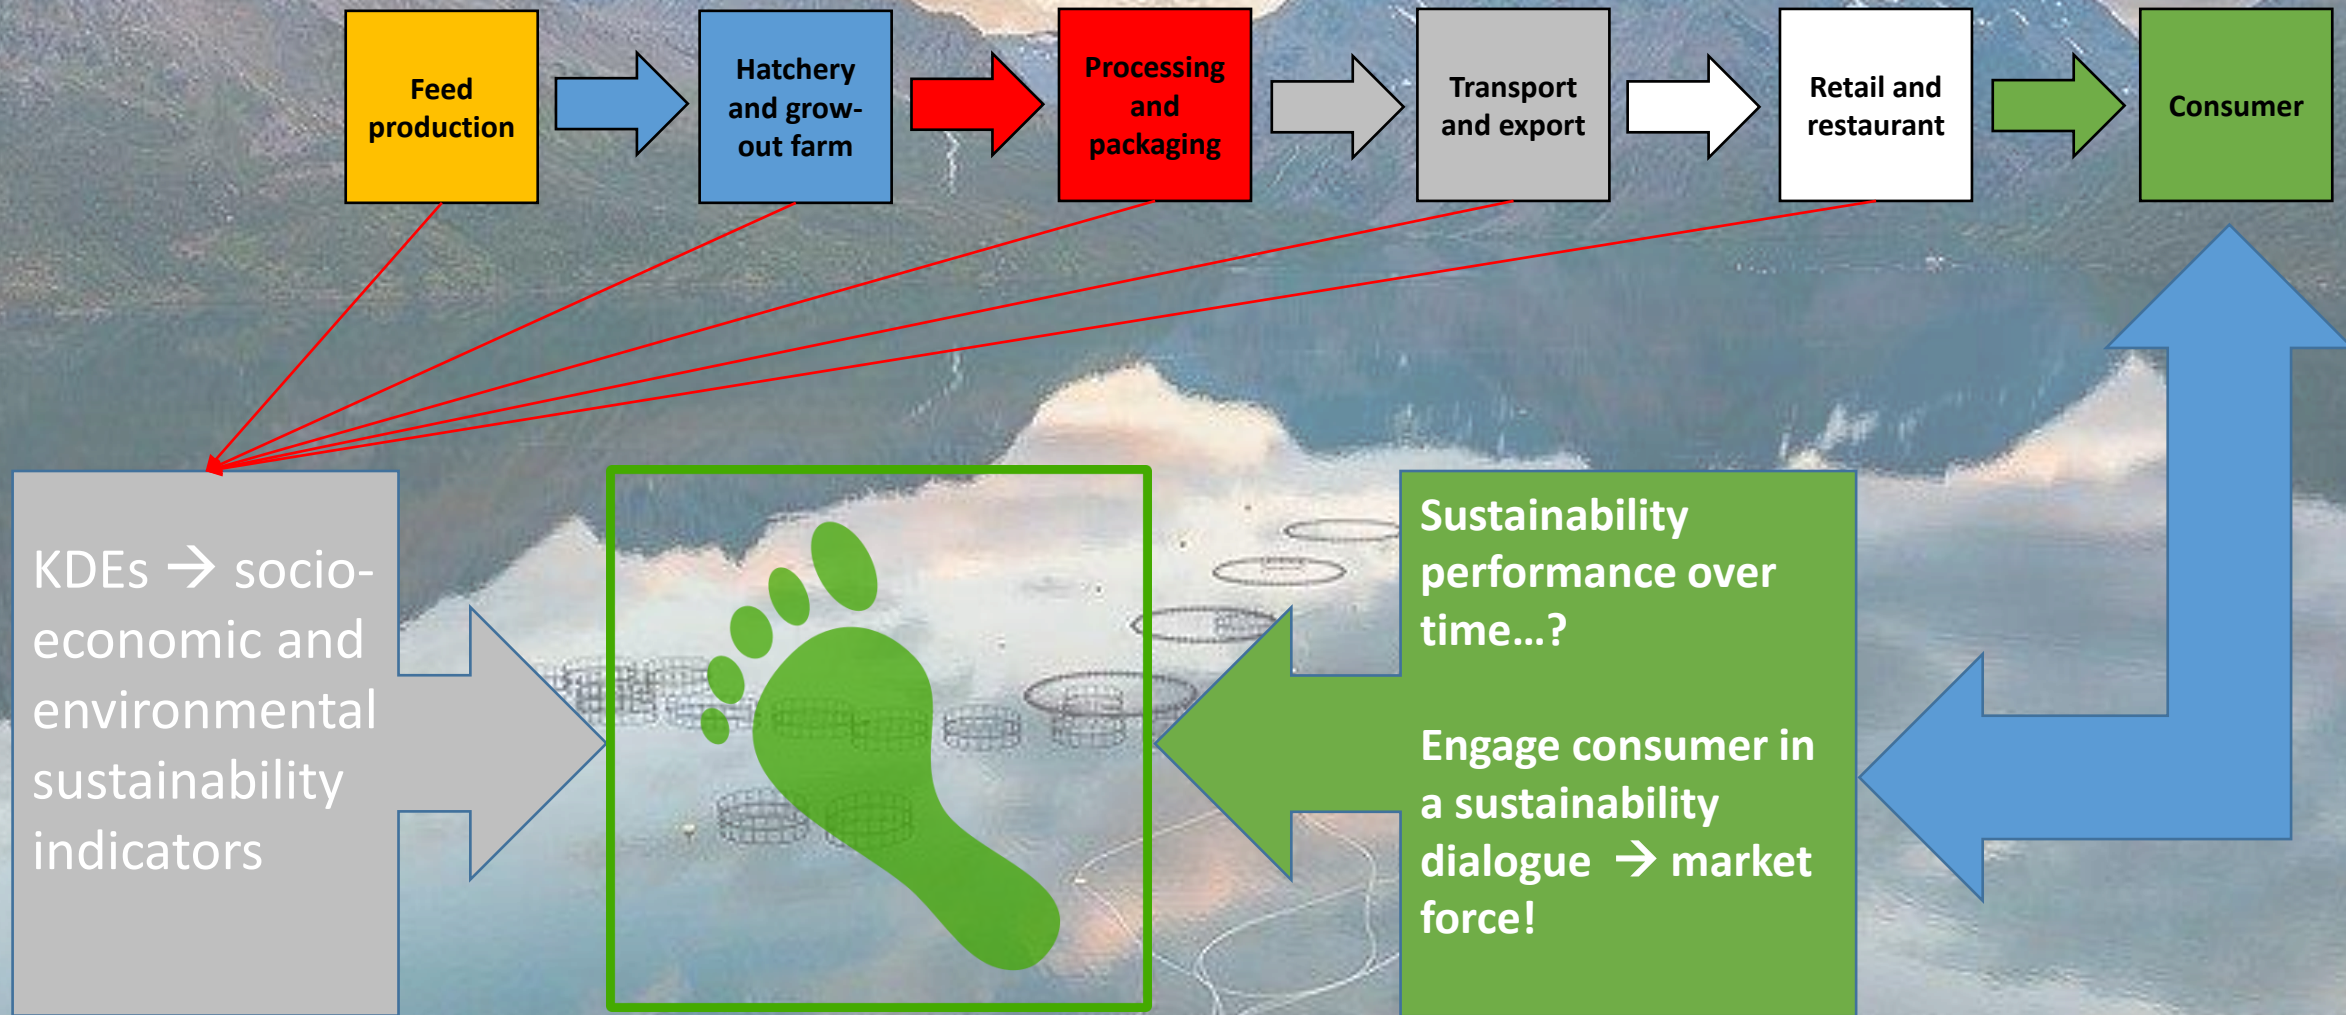 Feed
production
Hatchery
and grow-
out farm
Processing
and
packaging
Transport
and export
Retail and
restaurant
Consumer
KDEs → socio-
economic and
environmental
sustainability
indicators
Sustainability
performance over
time...?
Engage consumer in
a sustainability
dialogue → market
force!